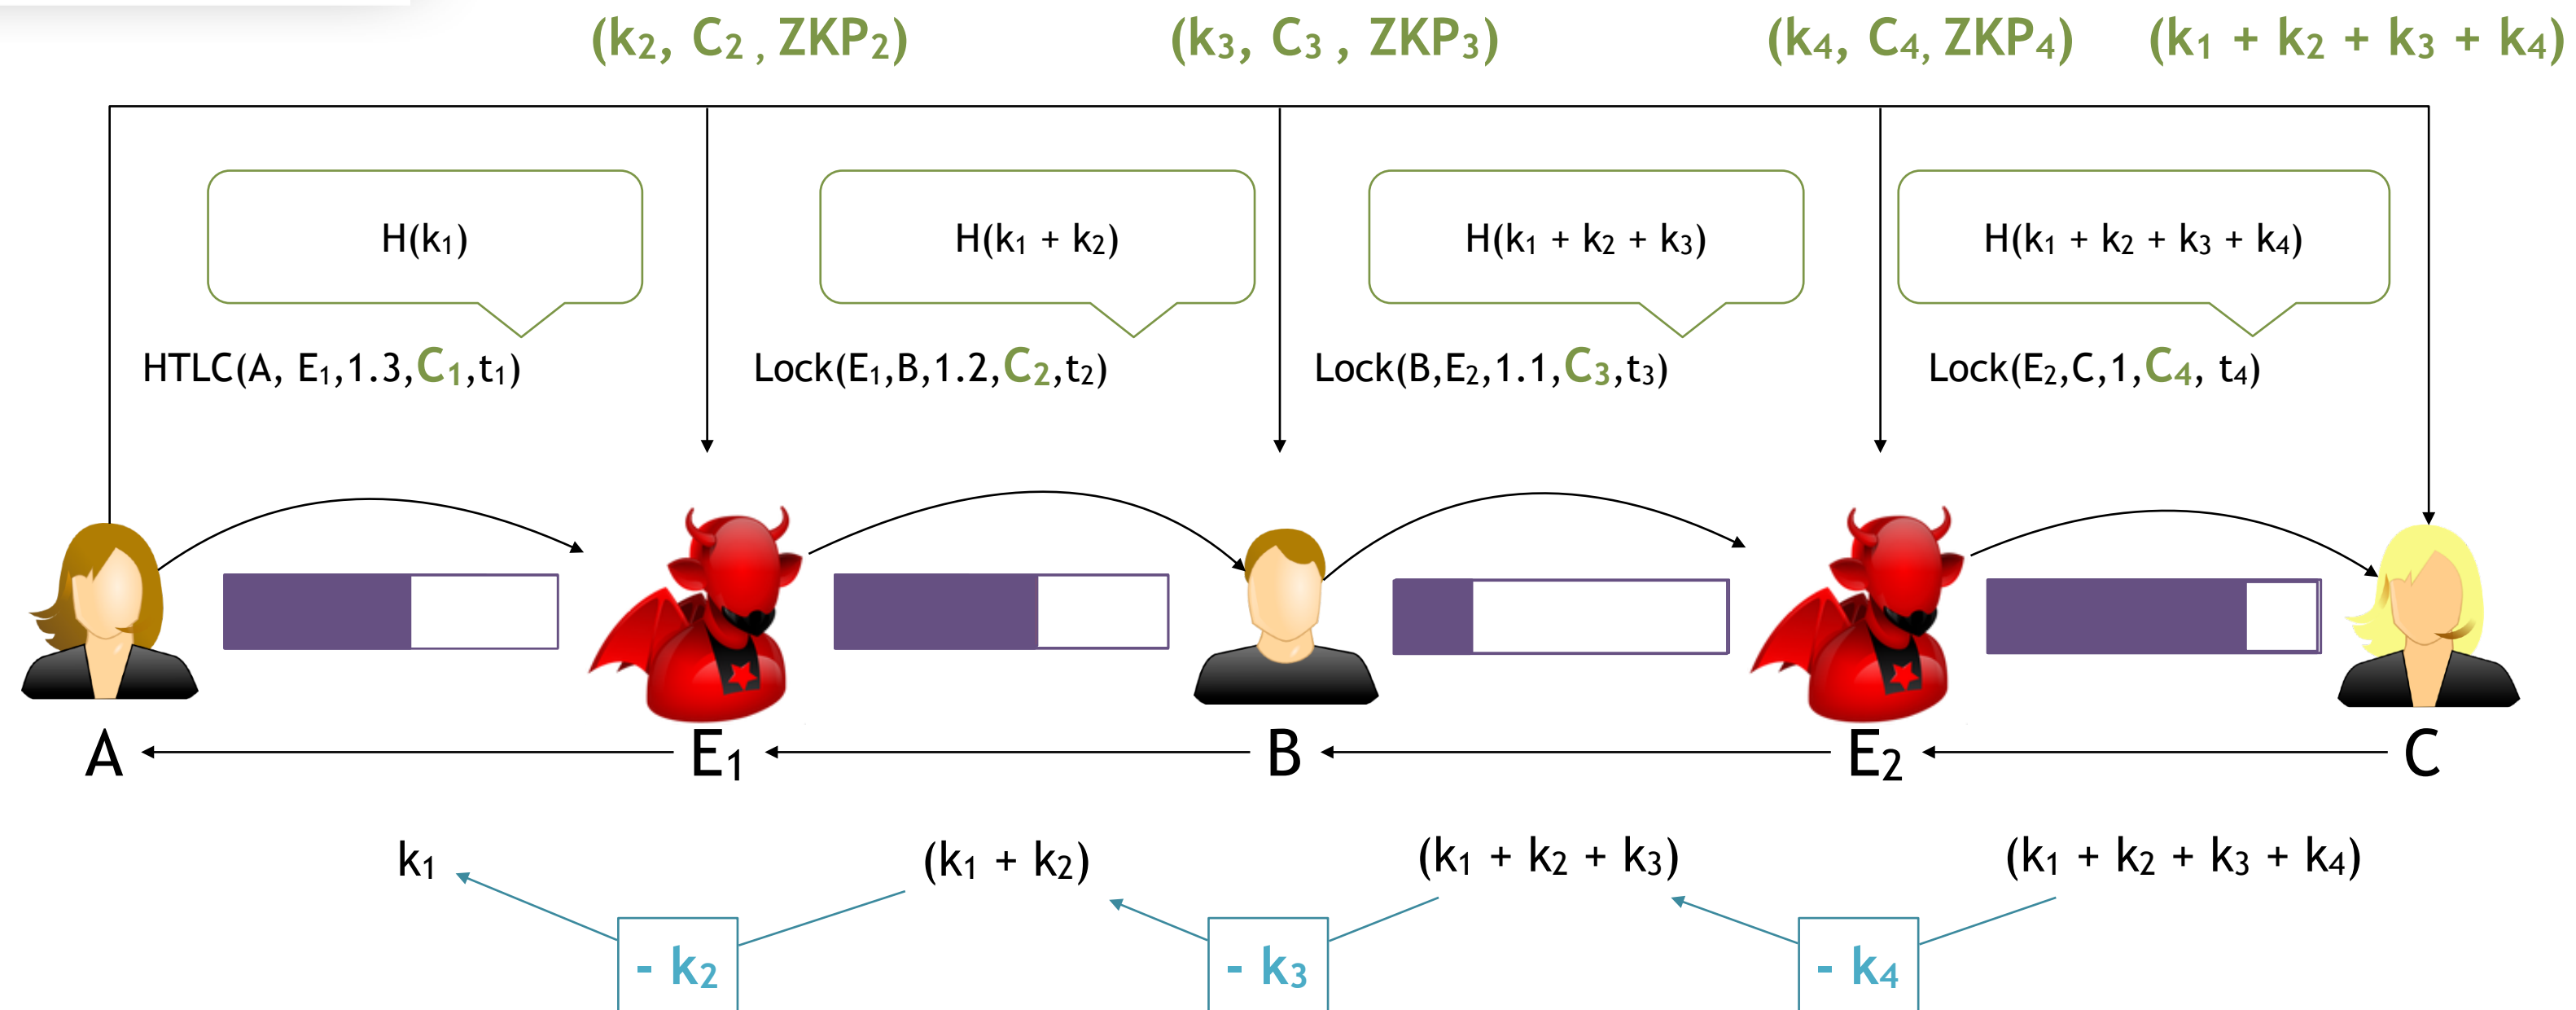 (k₂, C₂ , ZKP₂) (k₃, C₃ , ZKP₃) (k₄, C₄, ZKP₄) (k₁ + k₂ + k₃ + k₄)
H(k₁) H(k₁ + k₂) H(k₁ + k₂ + k₃) H(k₁ + k₂ + k₃ + k₄)
HTLC(A, E₁,1.3,C₁,t₁) Lock(E₁,B,1.2,C₂,t₂) Lock(B,E₂,1.1,C₃,t₃) Lock(E₂,C,1,C₄, t₄)
A E₁ B E₂ C
k₁ (k₁ + k₂) (k₁ + k₂ + k₃) (k₁ + k₂ + k₃ + k₄)
- k₂ - k₃ - k₄